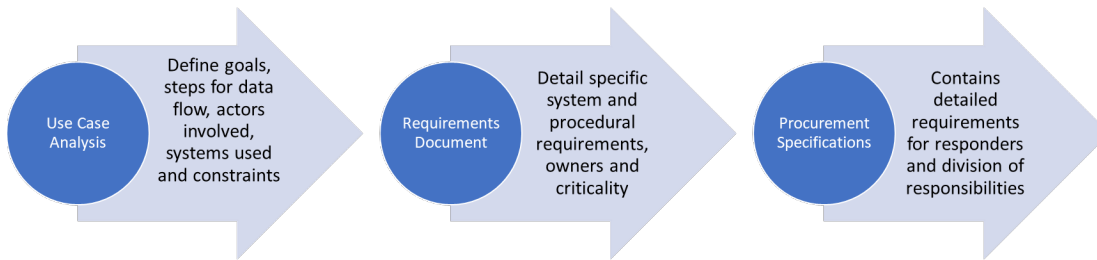 Use Case
Analysis
Define goals,
steps for data
flow, actors
involved,
systems used
and constraints
Requirements
Document
Detail specific
system and
procedural
requirements,
owners and
criticality
Procurement
Specifications
Contains
detailed
requirements
for responders
and division of
responsibilities